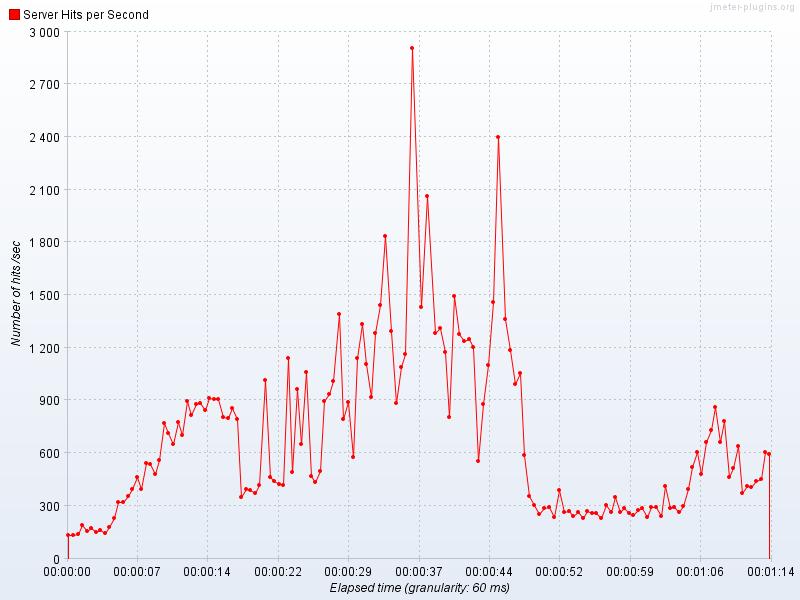 jmeter-plugins.org
Server Hits per Second
3 000
2 700
2 400
2 100
1 800
1 500
1 200
900
600
300
0
Number of hits /sec
00:00:00 00:00:07 00:00:14 00:00:22 00:00:29 00:00:37 00:00:44 00:00:52 00:00:59 00:01:06 00:01:14
Elapsed time (granularity: 60 ms)